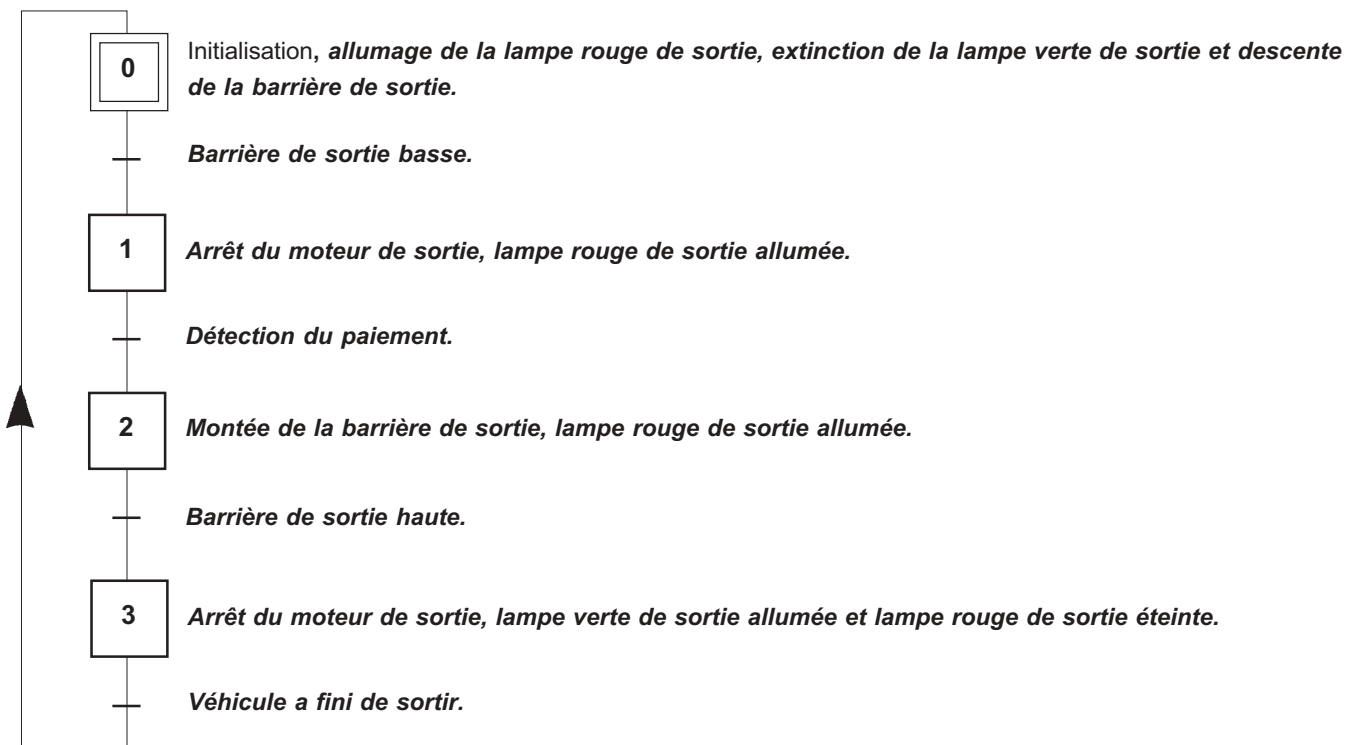 0
Initialisation, allumage de la lampe rouge de sortie, extinction de la lampe verte de sortie et descente
de la barrière de sortie.
Barrière de sortie basse.
1
Arrêt du moteur de sortie, lampe rouge de sortie allumée.
Détection du paiement.
2
Montée de la barrière de sortie, lampe rouge de sortie allumée.
Barrière de sortie haute.
3
Arrêt du moteur de sortie, lampe verte de sortie allumée et lampe rouge de sortie éteinte.
Véhicule a fini de sortir.